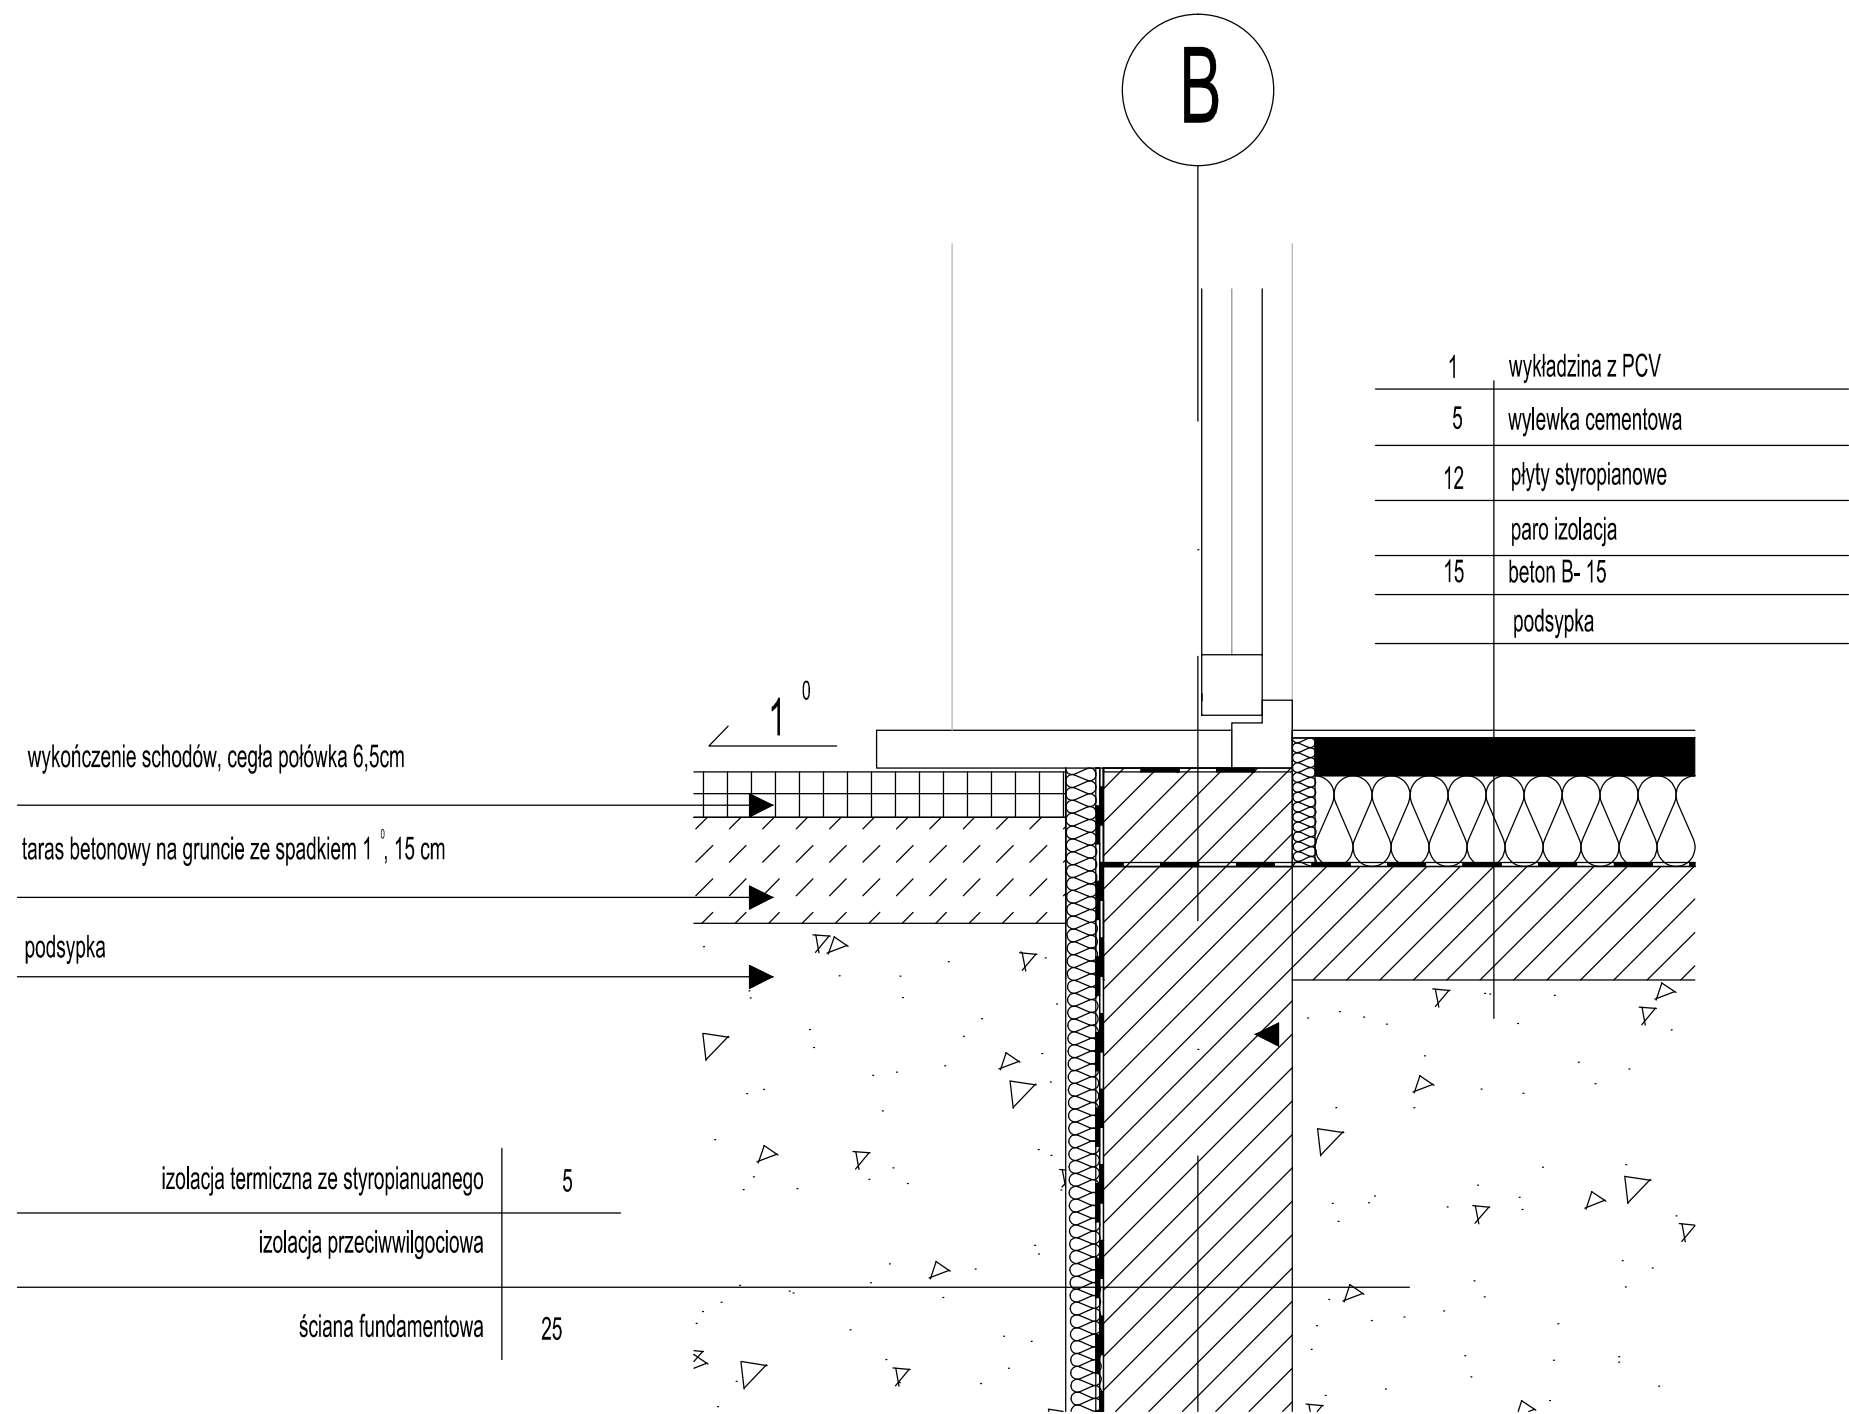 B
1 wykładzina z PCV
5 wylewka cementowa
12 płyty styropianowe
paro izolacja
15 beton B- 15
podsypka
1 0
wykończenie schodów, cegła połówka 6,5cm
taras betonowy na gruncie ze spadkiem 1 0, 15 cm
podsypka
izolacja termiczna ze styropianuanego 5
izolacja przeciwwilgociowa
ściana fundamentowa 25